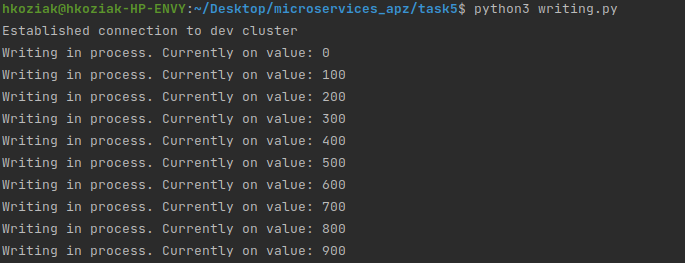 hkoziak@hkoziak-HP-ENVY:~/Desktop/microservices_apz/task5$ python3 writing.py
Established connection to dev cluster
Writing in process. Currently on value: 0
Writing in process. Currently on value: 100
Writing in process. Currently on value: 200
Writing in process. Currently on value: 300
Writing in process. Currently on value: 400
Writing in process. Currently on value: 500
Writing in process. Currently on value: 600
Writing in process. Currently on value: 700
Writing in process. Currently on value: 800
Writing in process. Currently on value: 900